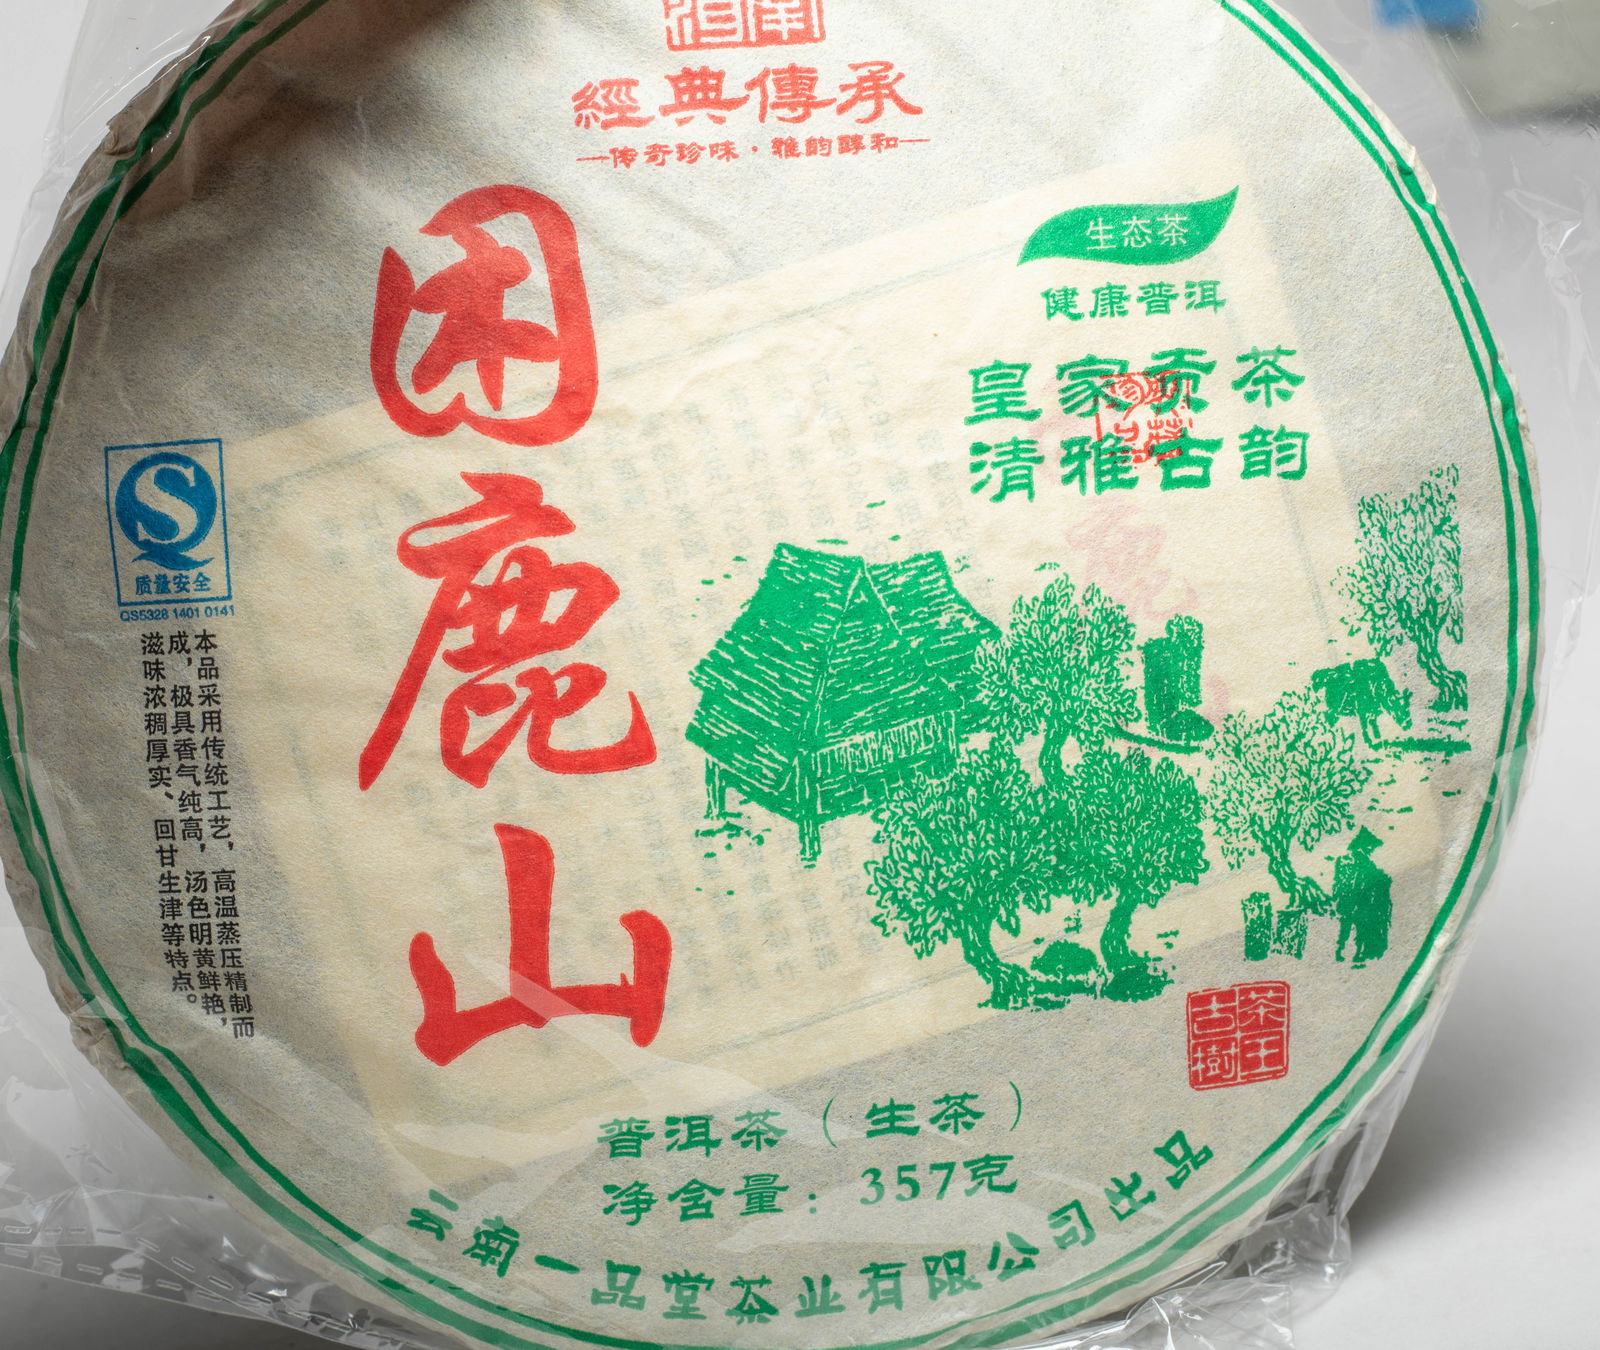 經典傳承
传奇珍味·雅韵醇和
生态茶
健康普洱
皇家贡茶
清雅古韵
困鹿山
S
质量安全
QS5328 1401 0141
本品采用传统工艺，高温蒸压精制而
成，极具香气纯高，汤色明黄鲜艳，
滋味浓稠厚实、回甘生津等特点。
茶王
古樹
普洱茶（生茶）
净含量：357克
云南一品堂茶业有限公司出品